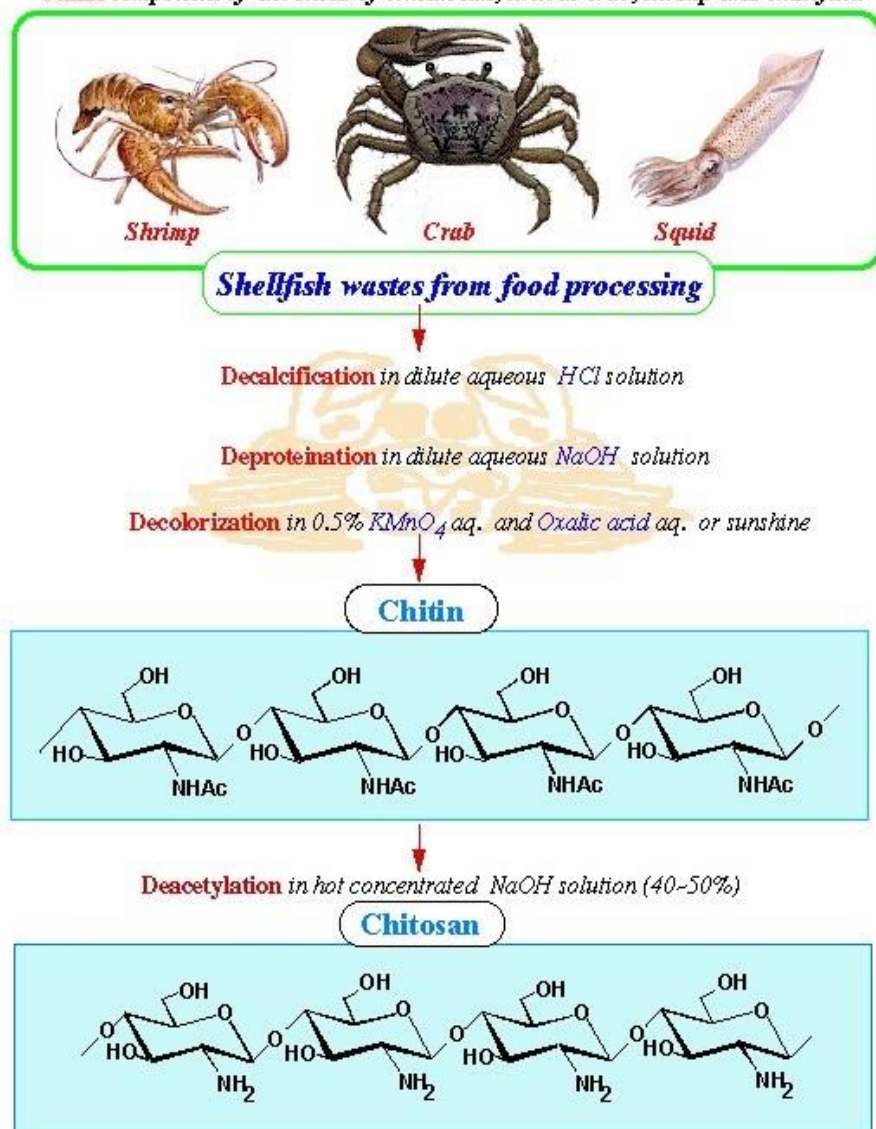 Shrimp Crab Squid
Shellfish wastes from food processing
Decalcification in dilute aqueous HCl solution
Deproteination in dilute aqueous NaOH solution
Decolorization in 0.5% KMnO4 aq. and Oxalic acid aq. or sunshine
Chitin
OH OH OH OH
O O O O
O O O O
HO HO HO HO
NHAc NHAc NHAc NHAc
Deacetylation in hot concentrated NaOH solution (40~50%)
Chitosan
OH OH OH OH
O O O O
O O O O
HO HO HO HO
NH2 NH2 NH2 NH2